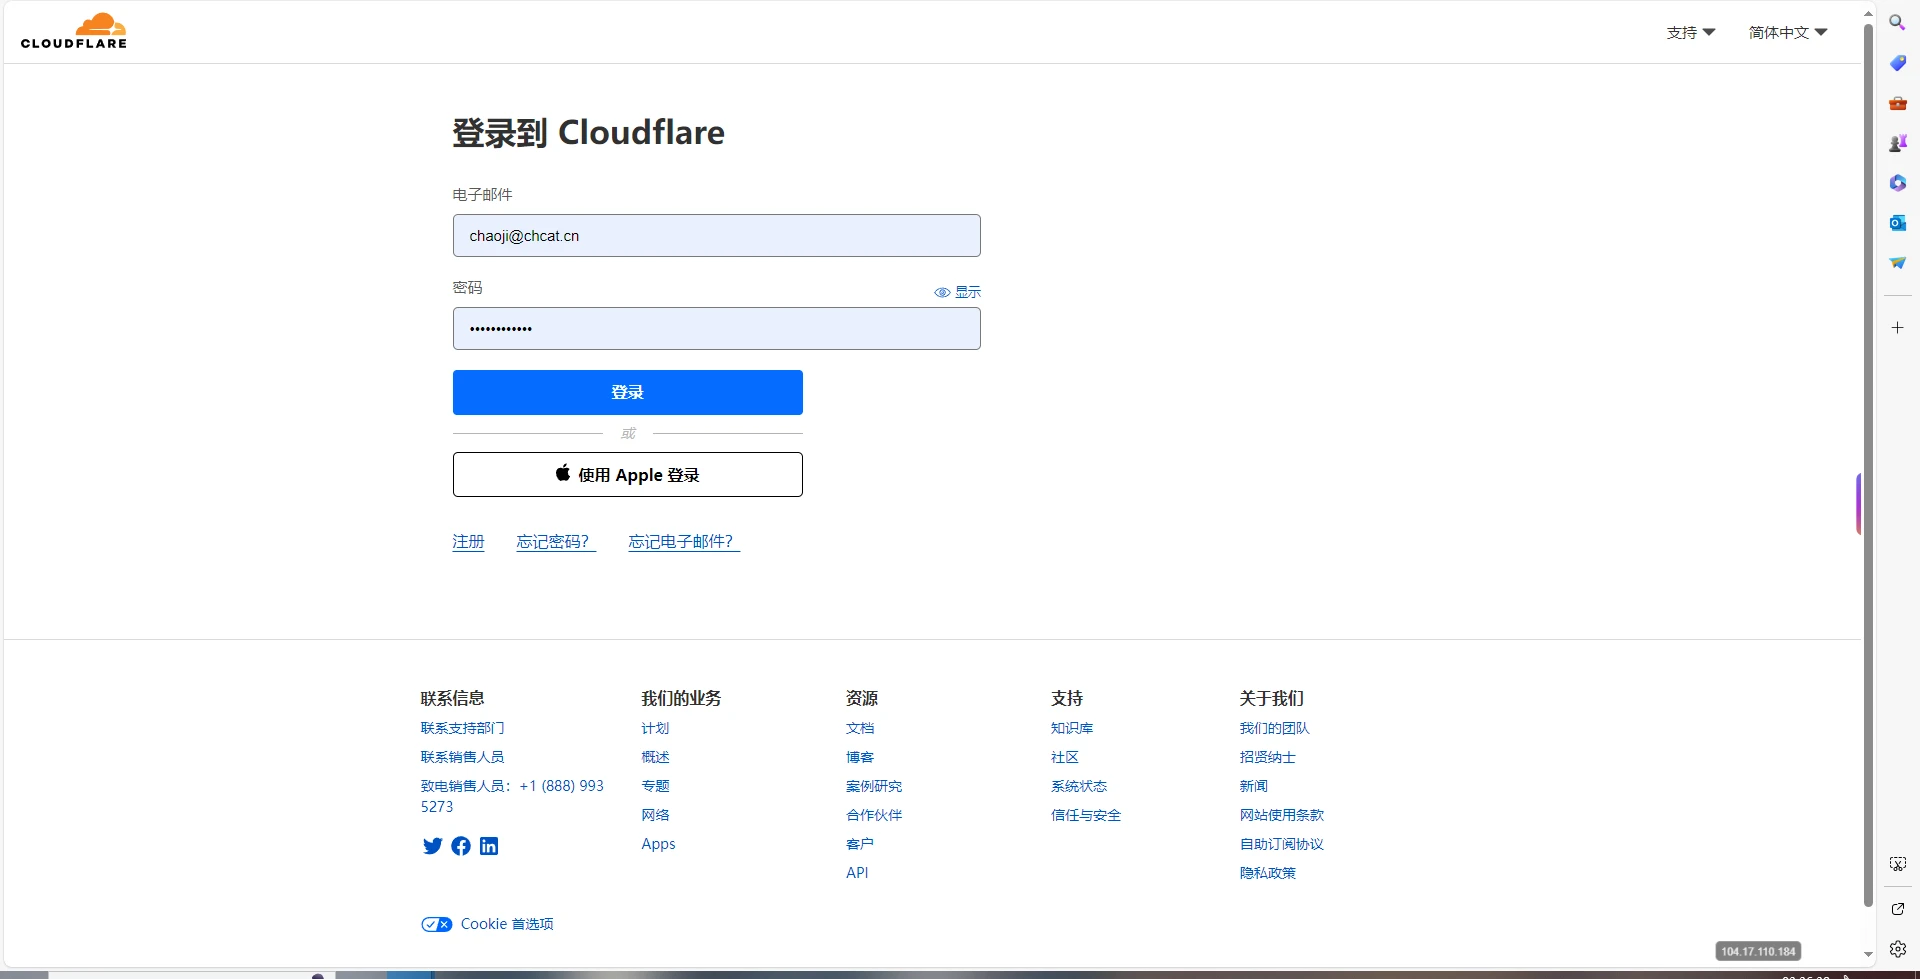 CLOUDFLARE
支持
简体中文
登录到 Cloudflare
电子邮件
chaoji@chcat.cn
密码
显示
登录
或
使用 Apple 登录
注册
忘记密码？
忘记电子邮件？
联系信息
联系支持部门
联系销售人员
致电销售人员：+1 (888) 993
5273
我们的业务
计划
概述
专题
网络
Apps
资源
文档
博客
案例研究
合作伙伴
客户
API
支持
知识库
社区
系统状态
信任与安全
关于我们
我们的团队
招贤纳士
新闻
网站使用条款
自助订阅协议
隐私政策
Cookie 首选项
104.17.110.184